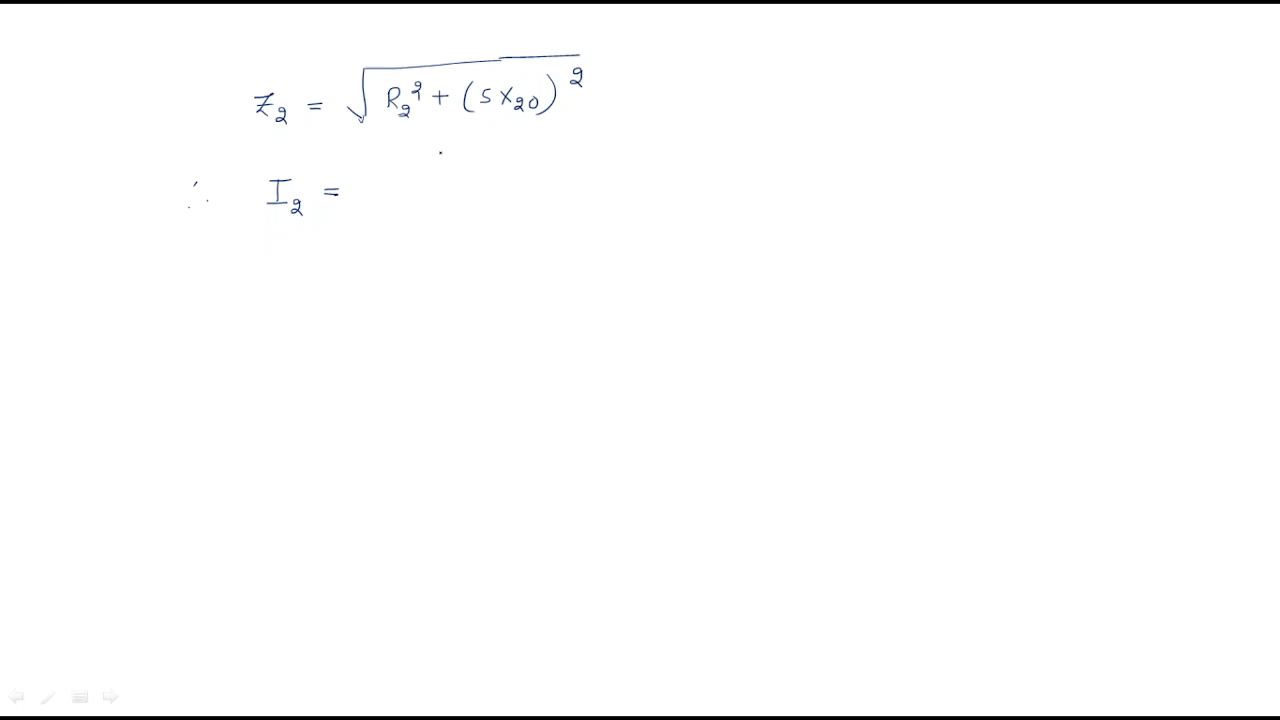 Z₂ = √(R₂² + (SX₂₀)²)
∴ I₂ =